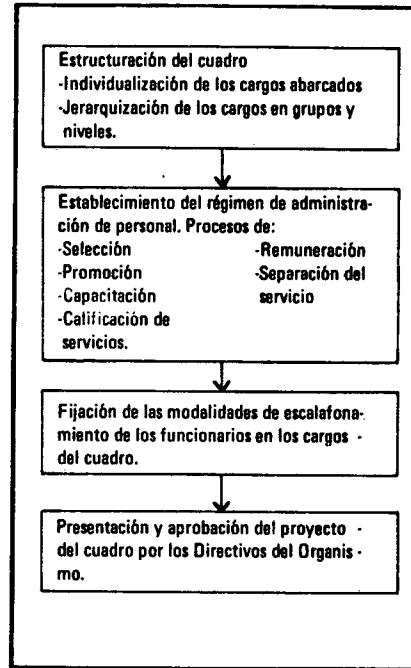 Estructuración del cuadro
-Individualización de los cargos abarcados
-Jerarquización de los cargos en grupos y
niveles.
Establecimiento del régimen de administra-
ción de personal. Procesos de:
-Selección
-Promoción
-Capacitación
-Calificación de
servicios.
-Remuneración
-Separación del
servicio
Fijación de las modalidades de escalafona-
miento de los funcionarios en los cargos -
del cuadro.
Presentación y aprobación del proyecto -
del cuadro por los Directivos del Organis -
mo.